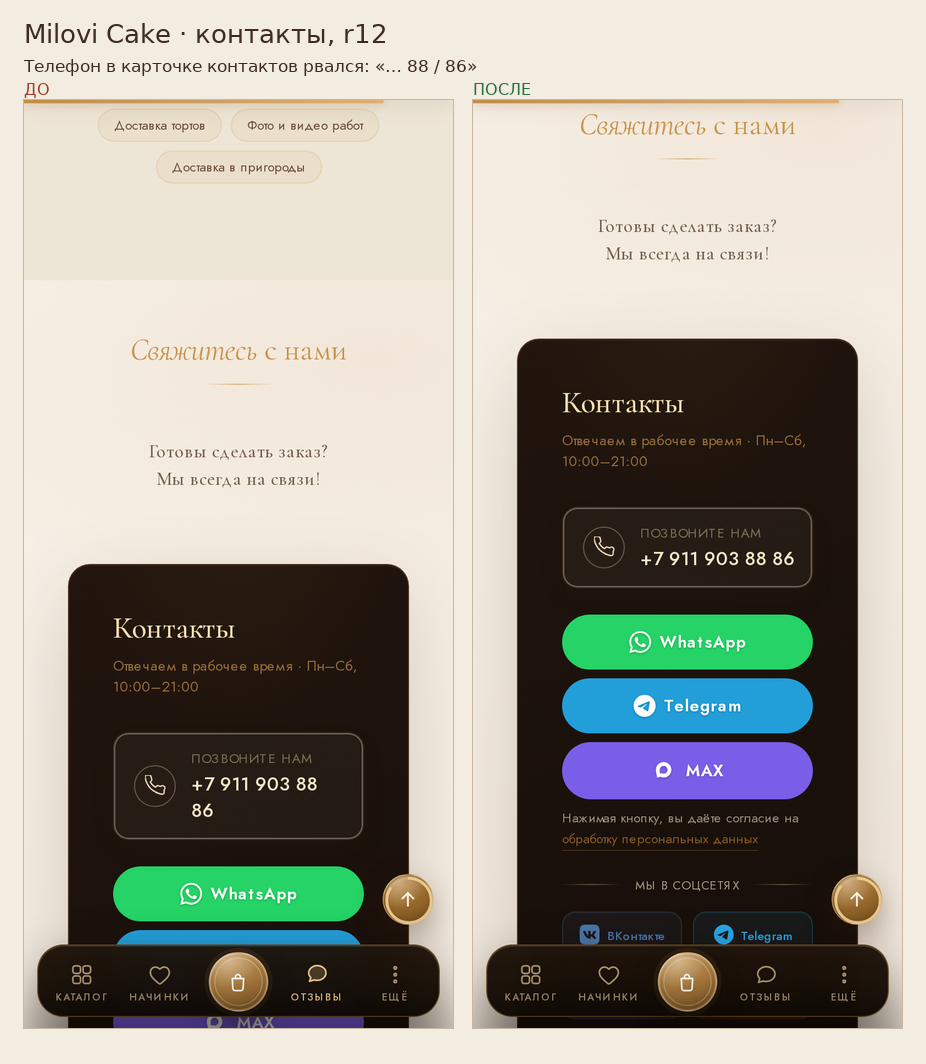 Milovi Cake · контакты, r12
Телефон в карточке контактов рвался: «… 88 / 86»
ДО
Доставка тортов
Фото и видео работ
Доставка в пригороды
Свяжитесь с нами
Готовы сделать заказ?
Мы всегда на связи!
Контакты
Отвечаем в рабочее время · Пн–Сб,
10:00–21:00
ПОЗВОНИТЕ НАМ
+7 911 903 88
86
WhatsApp
КАТАЛОГ
НАЧИНКИ
ОТЗЫВЫ
ЕЩЁ
MAX
ПОСЛЕ
Свяжитесь с нами
Готовы сделать заказ?
Мы всегда на связи!
Контакты
Отвечаем в рабочее время · Пн–Сб,
10:00–21:00
ПОЗВОНИТЕ НАМ
+7 911 903 88 86
WhatsApp
Telegram
MAX
Нажимая кнопку, вы даёте согласие на
обработку персональных данных
МЫ В СОЦСЕТЯХ
ВКонтакте
Telegram
КАТАЛОГ
НАЧИНКИ
ОТЗЫВЫ
ЕЩЁ